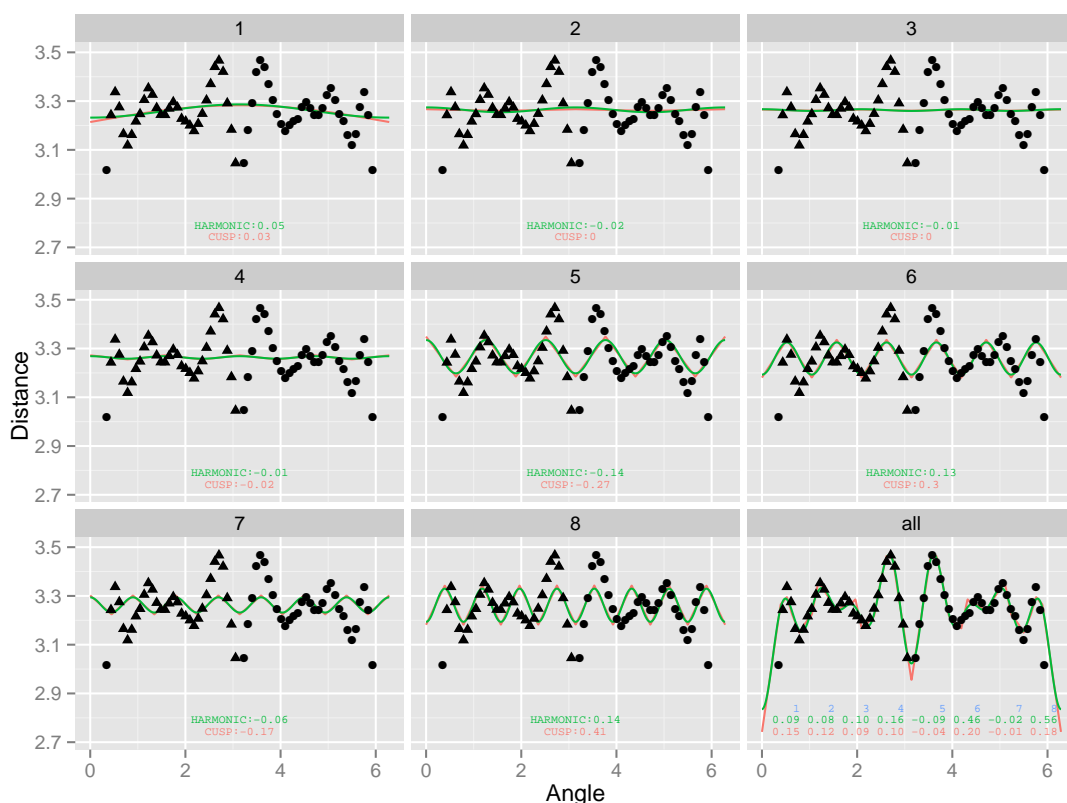 1 2 3
3.5
3.3
3.1
2.9
2.7
HARMONIC:0.05
CUSP:0.03
HARMONIC:-0.02
CUSP:0
HARMONIC:-0.01
CUSP:0
4 5 6
3.5
3.3
3.1
2.9
2.7
HARMONIC:-0.01
CUSP:-0.02
HARMONIC:-0.14
CUSP:-0.27
HARMONIC:0.13
CUSP:0.3
Distance
7 8 all
3.5
3.3
3.1
2.9
2.7
HARMONIC:-0.06
CUSP:-0.17
HARMONIC:0.14
CUSP:0.41
1 2 3 4 5 6 7 8
0.09 0.08 0.10 0.16 -0.09 0.46 -0.02 0.56
0.15 0.12 0.09 0.10 -0.04 0.20 -0.01 0.18
0 2 4 6 0 2 4 6 0 2 4 6
Angle